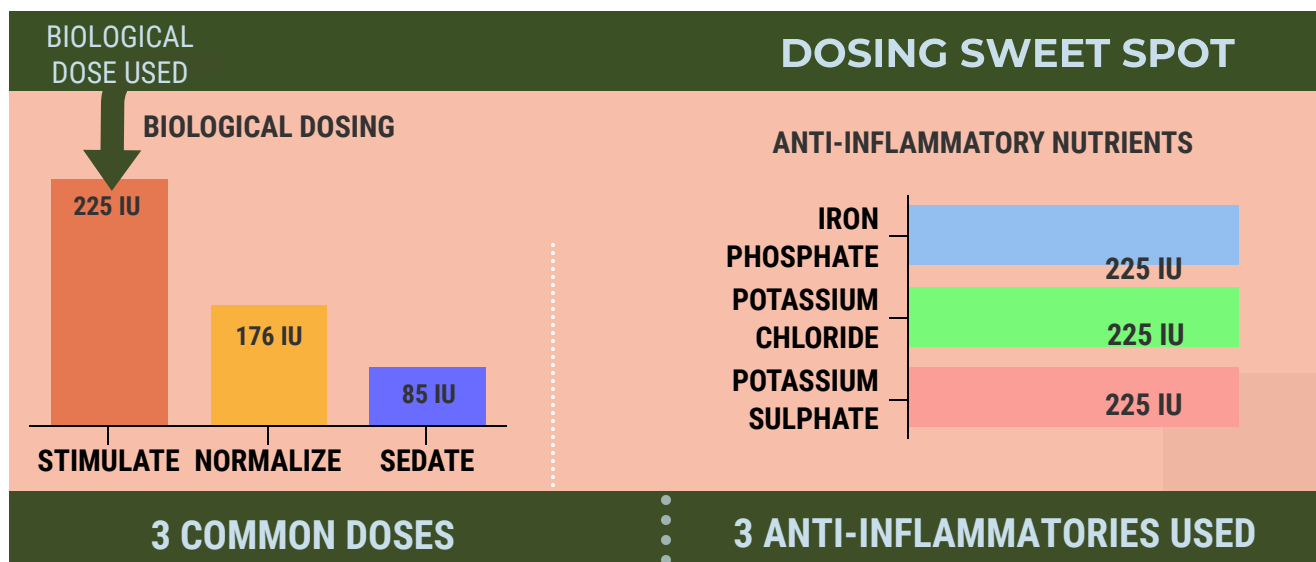 BIOLOGICAL
DOSE USED
DOSING SWEET SPOT
BIOLOGICAL DOSING
225 IU
176 IU
85 IU
STIMULATE NORMALIZE SEDATE
ANTI-INFLAMMATORY NUTRIENTS
IRON
PHOSPHATE
225 IU
POTASSIUM
CHLORIDE
225 IU
POTASSIUM
SULPHATE
225 IU
3 COMMON DOSES
3 ANTI-INFLAMMATORIES USED